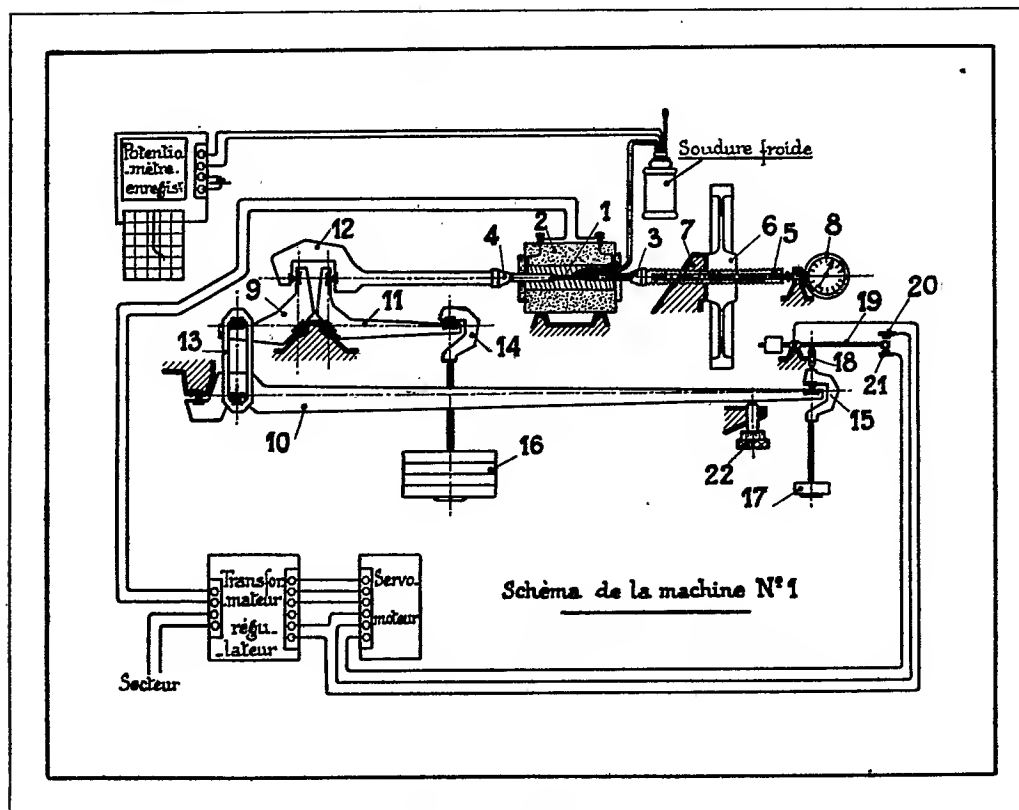 Potentio
-mètre
enregist
Soudure froide
1
2
3
4
5
6
7
8
9
10
11
12
13
14
15
16
17
18
19
20
21
22
Transfor
-mateur
régu-
-lateur
Servo-
moteur
Secteur
Schèma de la machine N° 1